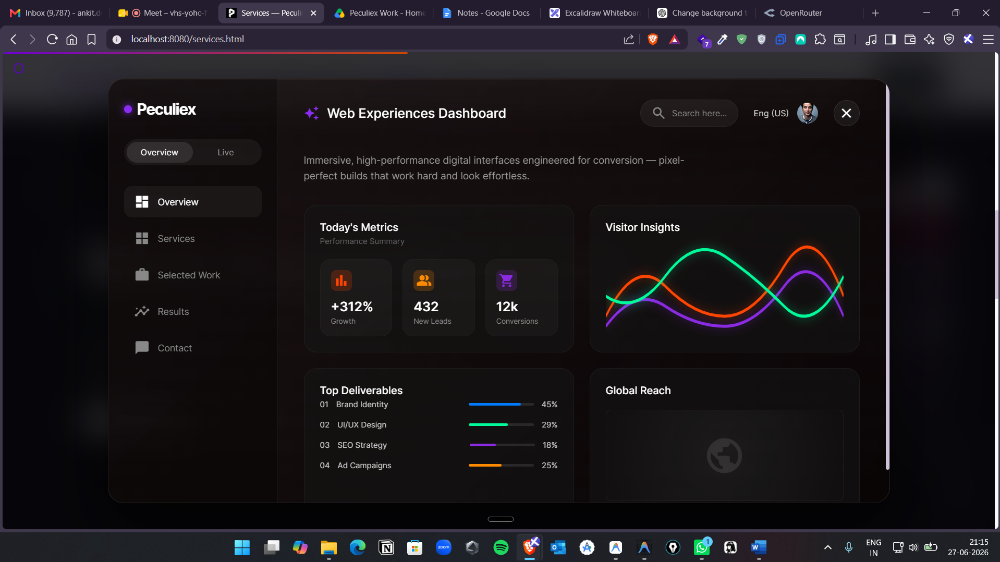 Inbox (9,787) - ankit.d
Meet – vhs-yohc-f
Services — Peculi
Peculiex Work - Home
Notes - Google Docs
Excalidraw Whiteboar
Change background t
OpenRouter
localhost:8080/services.html
7
Peculiex
Web Experiences Dashboard
Search here...
Eng (US)
Overview
Live
Immersive, high-performance digital interfaces engineered for conversion — pixel-
perfect builds that work hard and look effortless.
Overview
Services
Selected Work
Results
Contact
Today's Metrics
Performance Summary
+312%
Growth
432
New Leads
12k
Conversions
Visitor Insights
Top Deliverables
01 Brand Identity 45%
02 UI/UX Design 29%
03 SEO Strategy 18%
04 Ad Campaigns 25%
Global Reach
zoom
1
ENG
IN
21:15
27-06-2026